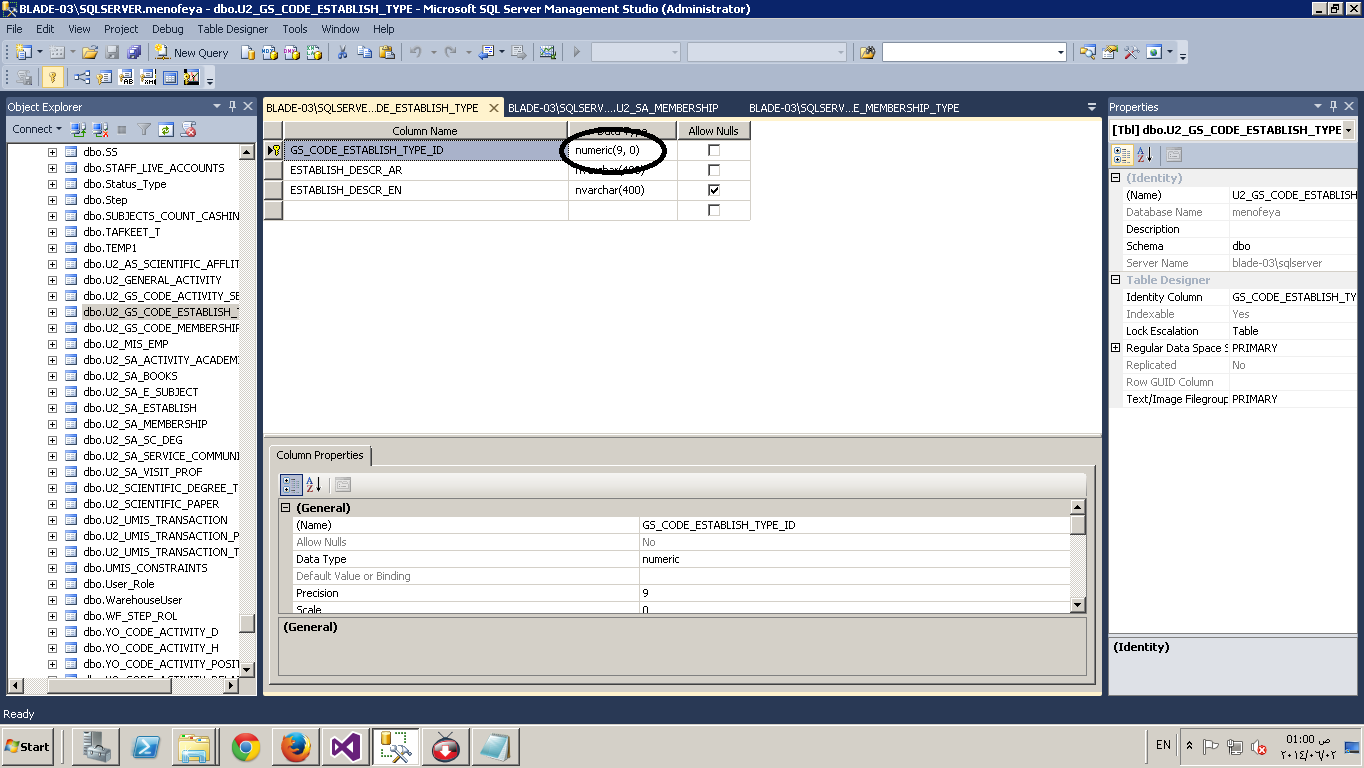 BLADE-03\SQLSERVER.menofeya - dbo.U2_GS_CODE_ESTABLISH_TYPE - Microsoft SQL Server Management Studio (Administrator)
File Edit View Project Debug Table Designer Tools Window Help
New Query
Object Explorer
Connect
dbo.SS
dbo.STAFF_LIVE_ACCOUNTS
dbo.Status_Type
dbo.Step
dbo.SUBJECTS_COUNT_CASHIN
dbo.TAFKEET_T
dbo.TEMP1
dbo.U2_AS_SCIENTIFIC_AFFLIT
dbo.U2_GENERAL_ACTIVITY
dbo.U2_GS_CODE_ACTIVITY_SE
dbo.U2_GS_CODE_ESTABLISH_T
dbo.U2_GS_CODE_MEMBERSHIP
dbo.U2_MIS_EMP
dbo.U2_SA_ACTIVITY_ACADEMI
dbo.U2_SA_BOOKS
dbo.U2_SA_E_SUBJECT
dbo.U2_SA_ESTABLISH
dbo.U2_SA_MEMBERSHIP
dbo.U2_SA_SC_DEG
dbo.U2_SA_SERVICE_COMMUNI
dbo.U2_SA_VISIT_PROF
dbo.U2_SCIENTIFIC_DEGREE_T
dbo.U2_SCIENTIFIC_PAPER
dbo.U2_UMIS_TRANSACTION
dbo.U2_UMIS_TRANSACTION_P
dbo.U2_UMIS_TRANSACTION_T
dbo.UMIS_CONSTRAINTS
dbo.User_Role
dbo.WarehouseUser
dbo.WF_STEP_ROL
dbo.YO_CODE_ACTIVITY_D
dbo.YO_CODE_ACTIVITY_H
dbo.YO_CODE_ACTIVITY_POSIT
BLADE-03\SQLSERVE...DE_ESTABLISH_TYPE BLADE-03\SQLSERV....U2_SA_MEMBERSHIP BLADE-03\SQLSERV...E_MEMBERSHIP_TYPE
Column Name Data Type Allow Nulls
GS_CODE_ESTABLISH_TYPE_ID numeric(9, 0)
ESTABLISH_DESCR_AR nvarchar(400)
ESTABLISH_DESCR_EN nvarchar(400)
Column Properties
(General)
(Name) GS_CODE_ESTABLISH_TYPE_ID
Allow Nulls No
Data Type numeric
Default Value or Binding
Precision 9
Scale 0
(General)
Properties
[Tbl] dbo.U2_GS_CODE_ESTABLISH_TYPE
(Identity)
(Name) U2_GS_CODE_ESTABLISH
Database Name menofeya
Description
Schema dbo
Server Name blade-03\sqlserver
Table Designer
Identity Column GS_CODE_ESTABLISH_TY
Indexable Yes
Lock Escalation Table
Regular Data Space S PRIMARY
Replicated No
Row GUID Column
Text/Image Filegroup PRIMARY
(Identity)
Ready
Start
EN
01:00 ص
٢٠١٤/٠٦/٠٢